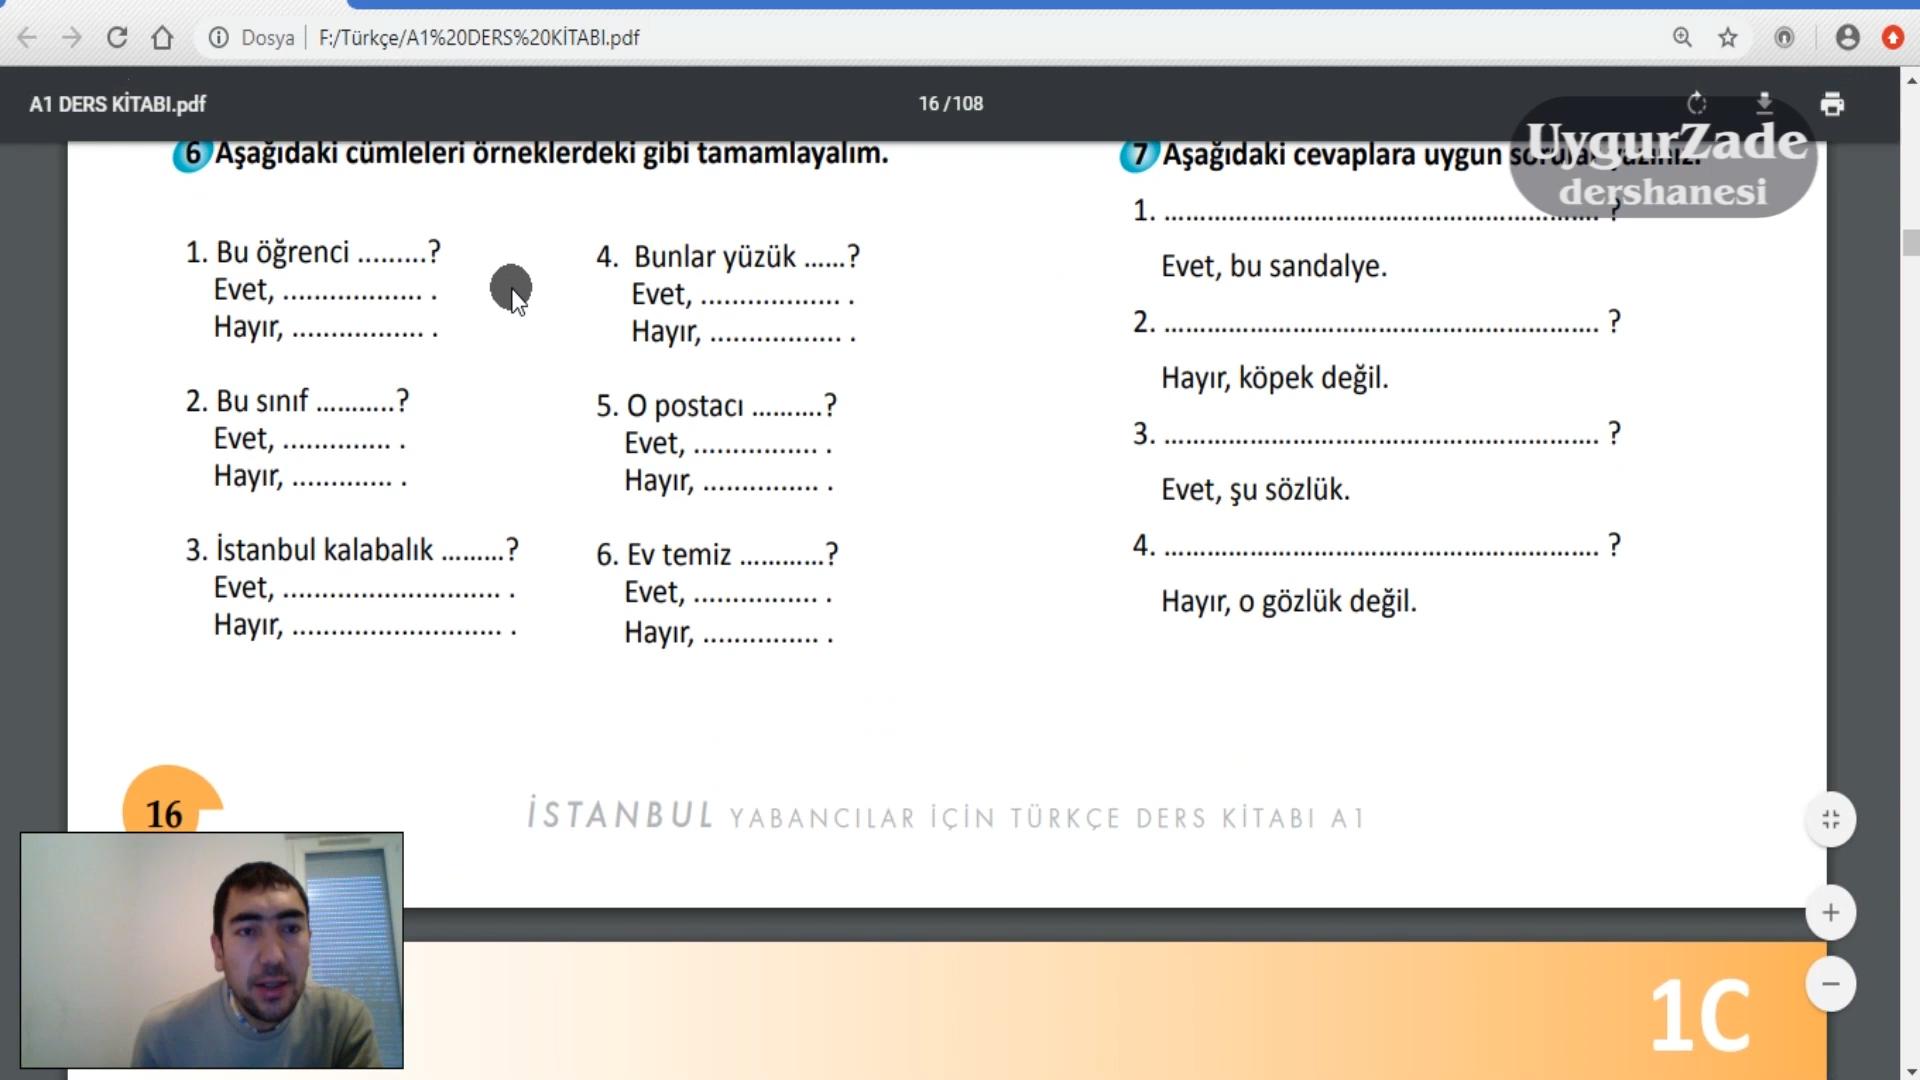 Dosya F:/Türkçe/A1%20DERS%20KİTABI.pdf
A1 DERS KİTABI.pdf
16 / 108
UygurZade
dershanesi
6 Aşağıdaki cümleleri örneklerdeki gibi tamamlayalım.
1. Bu öğrenci .........?
Evet, .................. .
Hayır, ................. .
2. Bu sınıf ..........?
Evet, .............. .
Hayır, ............. .
3. İstanbul kalabalık .........?
Evet, ............................ .
Hayır, ........................... .
4. Bunlar yüzük ......?
Evet, .................. .
Hayır, ................. .
5. O postacı .........?
Evet, ................ .
Hayır, ............... .
6. Ev temiz ...........?
Evet, ................ .
Hayır, ............... .
7 Aşağıdaki cevaplara uygun
1. ....................................................... ?
Evet, bu sandalye.
2. ....................................................... ?
Hayır, köpek değil.
3. ....................................................... ?
Evet, şu sözlük.
4. ....................................................... ?
Hayır, o gözlük değil.
16
İSTANBUL YABANCILAR İÇİN TÜRKÇE DERS KİTABI A1
1C